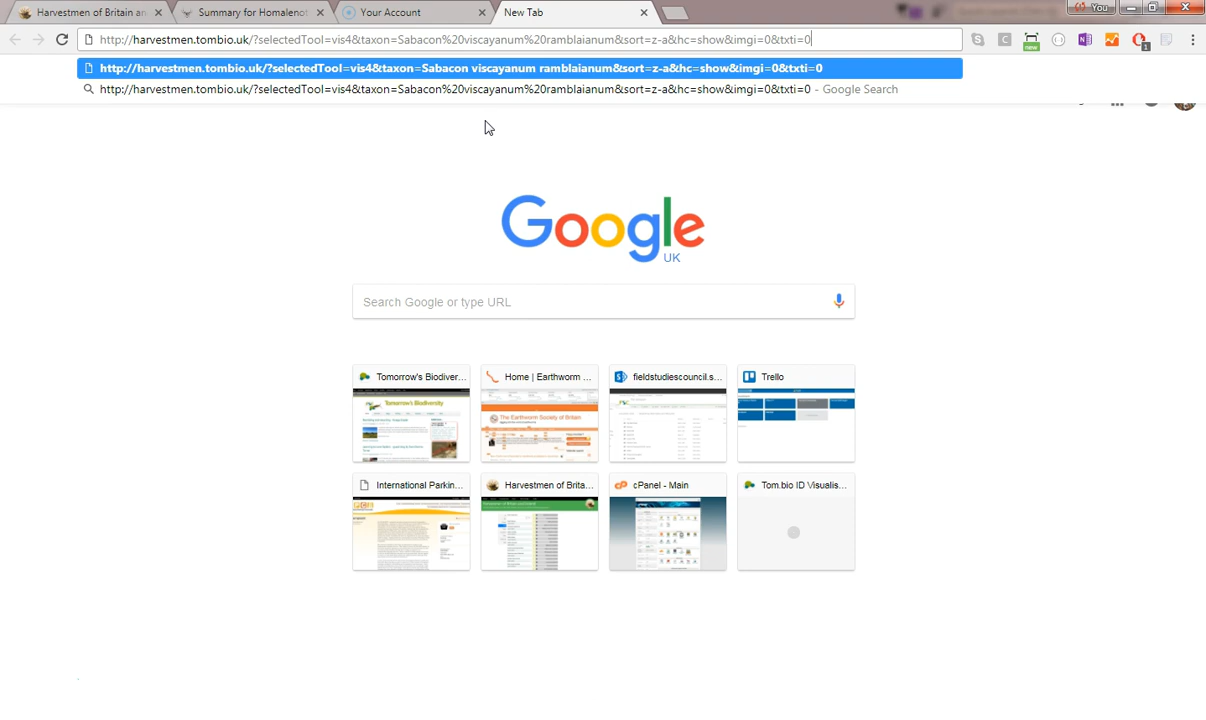 Harvestmen of Britain an
Summary for Homalenot
Your Account
New Tab
You
http://harvestmen.tombio.uk/?selectedTool=vis4&taxon=Sabacon%20viscayanum%20ramblaianum&sort=z-a&hc=show&imgi=0&txti=0
new
1
http://harvestmen.tombio.uk/?selectedTool=vis4&taxon=Sabacon viscayanum ramblaianum&sort=z-a&hc=show&imgi=0&txti=0
http://harvestmen.tombio.uk/?selectedTool=vis4&taxon=Sabacon%20viscayanum%20ramblaianum&sort=z-a&hc=show&imgi=0&txti=0 - Google Search
Google
UK
Search Google or type URL
Tomorrow's Biodiver...
Home | Earthworm ...
fieldstudiescouncil.s...
Trello
Tomorrow's Biodiversity
The Earthworm Society of Britain
International Parkin...
Harvestmen of Brita...
cPanel - Main
Tom.bio ID Visualis...